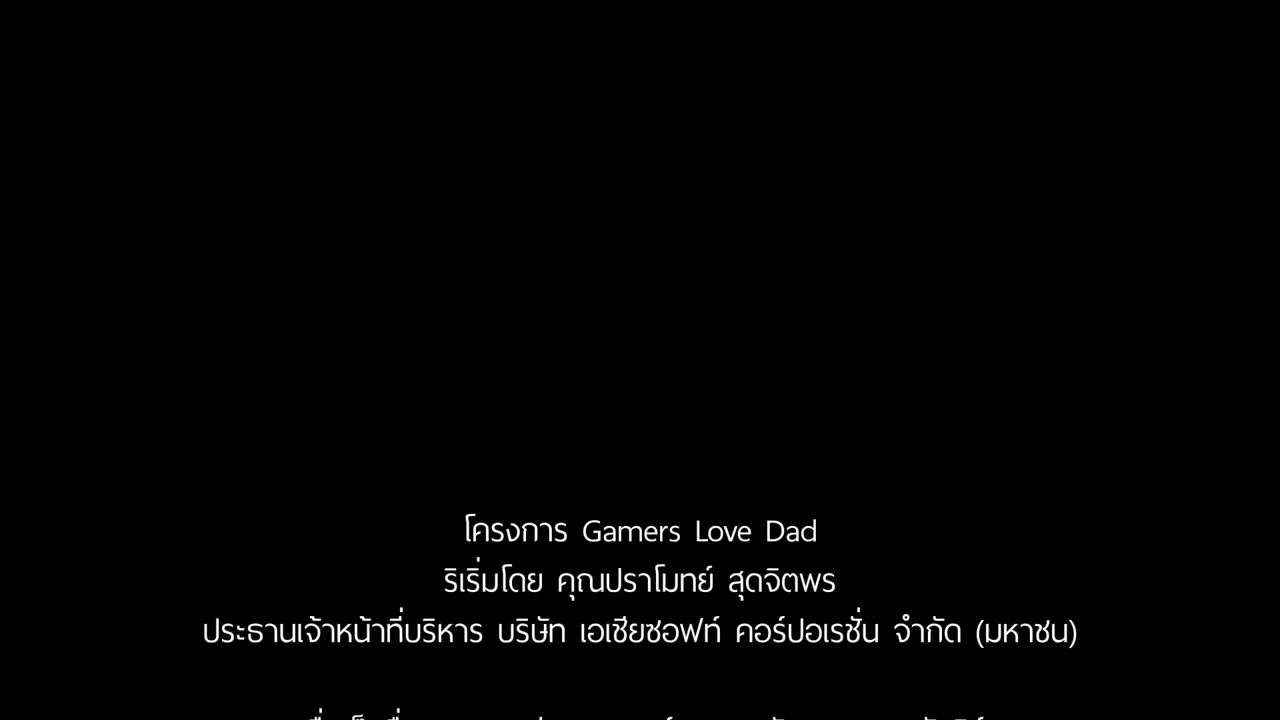 โครงการ Gamers Love Dad
ริเริ่มโดย คุณปราโมทย์ สุดจิตพร
ประธานเจ้าหน้าที่บริหาร บริษัท เอเชียซอฟท์ คอร์ปอเรชั่น จำกัด (มหาชน)